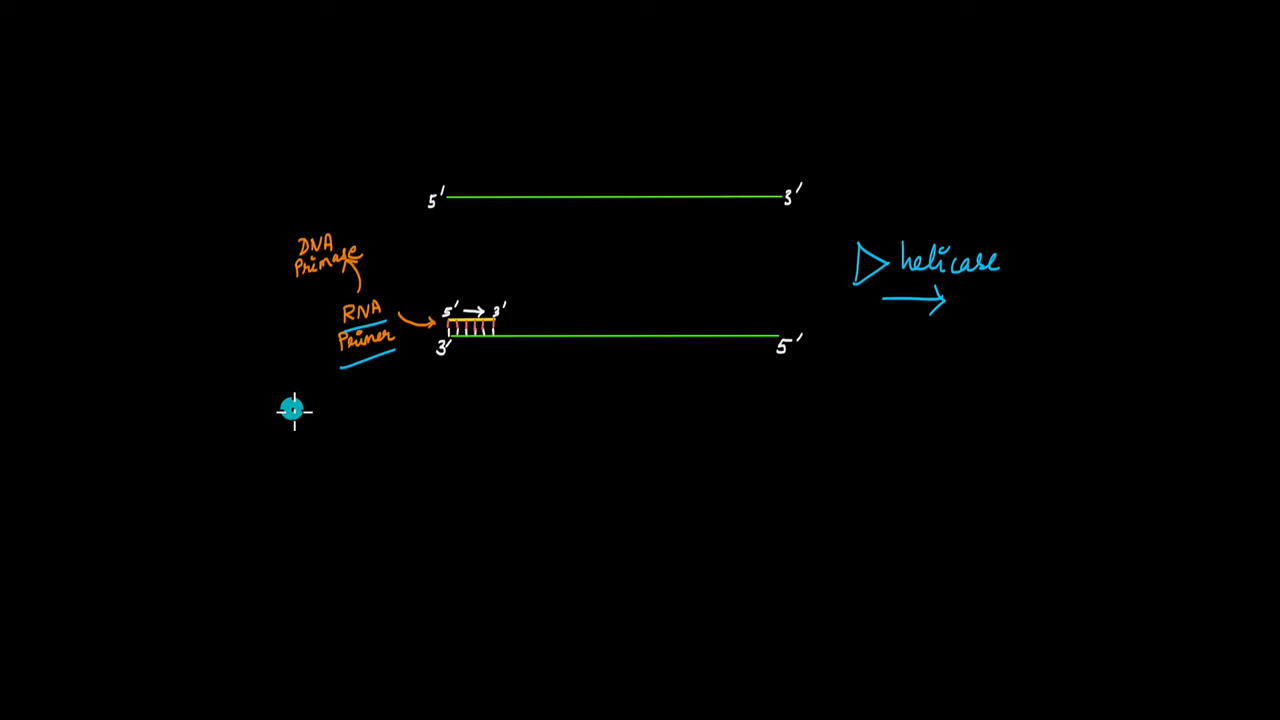 5' 3'
DNA
Primase
helicase
RNA
Primer
5' 3'
3' 5'